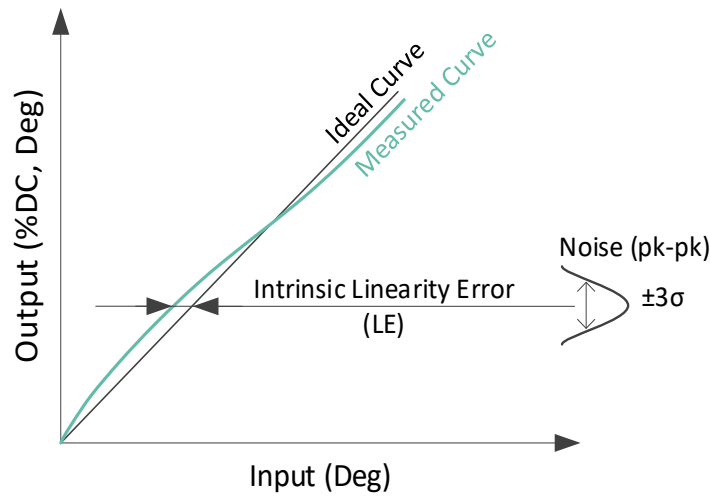 Ideal Curve
Measured Curve
Output (%DC, Deg)
Noise (pk-pk)
±3σ
Intrinsic Linearity Error
(LE)
Input (Deg)